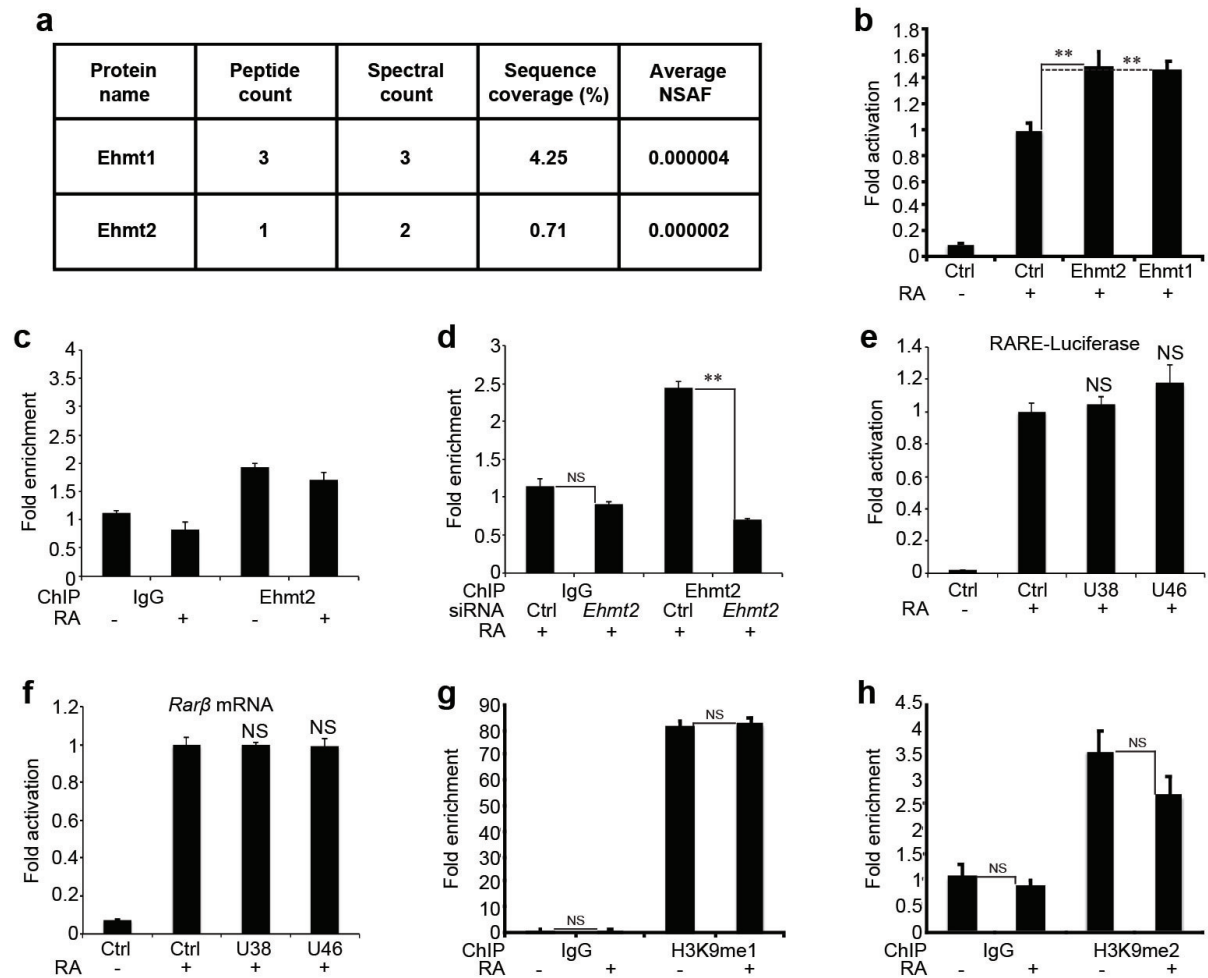 a
Protein name Peptide count Spectral count Sequence coverage (%) Average NSAF
Ehmt1 3 3 4.25 0.000004
Ehmt2 1 2 0.71 0.000002
b
Fold activation
1.8
1.6
1.4
1.2
1
0.8
0.6
0.4
0.2
0
** **
Ctrl Ctrl Ehmt2 Ehmt1
RA - + + +
c
Fold enrichment
4
3.5
3
2.5
2
1.5
1
0.5
0
ChIP IgG Ehmt2
RA - + - +
d
Fold enrichment
3
2.5
2
1.5
1
0.5
0
NS **
ChIP IgG Ehmt2
siRNA Ctrl Ehmt2 Ctrl Ehmt2
RA + + + +
e
RARE-Luciferase
Fold activation
1.4
1.2
1
0.8
0.6
0.4
0.2
0
NS NS
Ctrl Ctrl U38 U46
RA - + + +
f
Rarβ mRNA
Fold activation
1.2
1
0.8
0.6
0.4
0.2
0
NS NS
Ctrl Ctrl U38 U46
RA - + + +
g
Fold enrichment
90
80
70
60
50
40
30
20
10
0
NS NS
ChIP IgG H3K9me1
RA - + - +
h
Fold enrichment
4.5
4
3.5
3
2.5
2
1.5
1
0.5
0
NS NS
ChIP IgG H3K9me2
RA - + - +